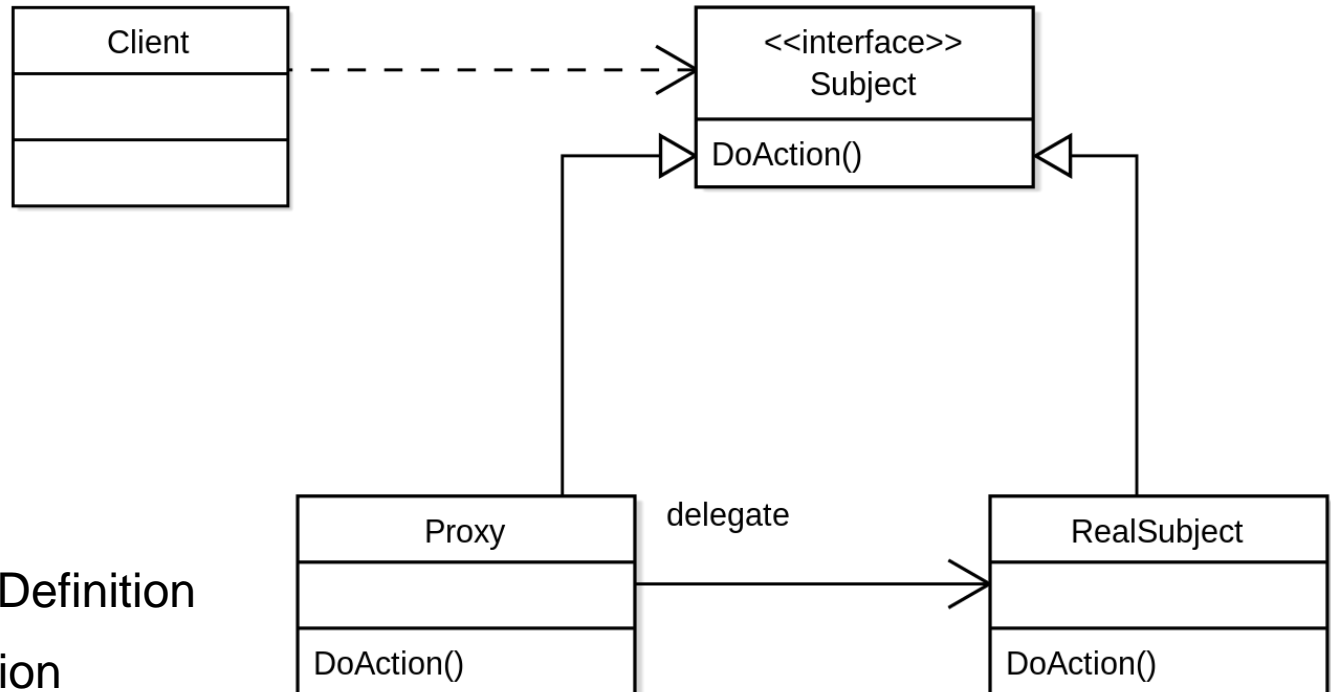 Client
<<interface>>
Subject
DoAction()
delegate
Proxy
RealSubject
Definition
ion
DoAction()
DoAction()